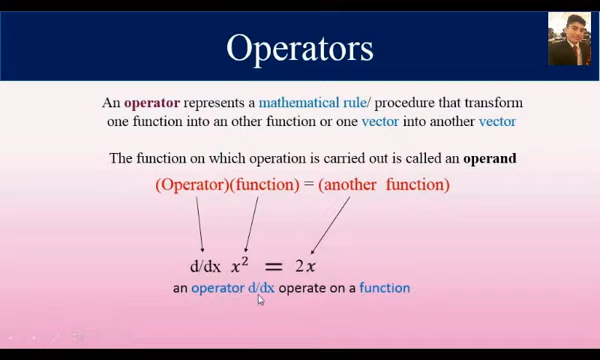 Operators
An operator represents a mathematical rule/ procedure that transform
one function into an other function or one vector into another vector
The function on which operation is carried out is called an operand
(Operator)(function) = (another function)
d/dx x² = 2x
an operator d/dx operate on a function